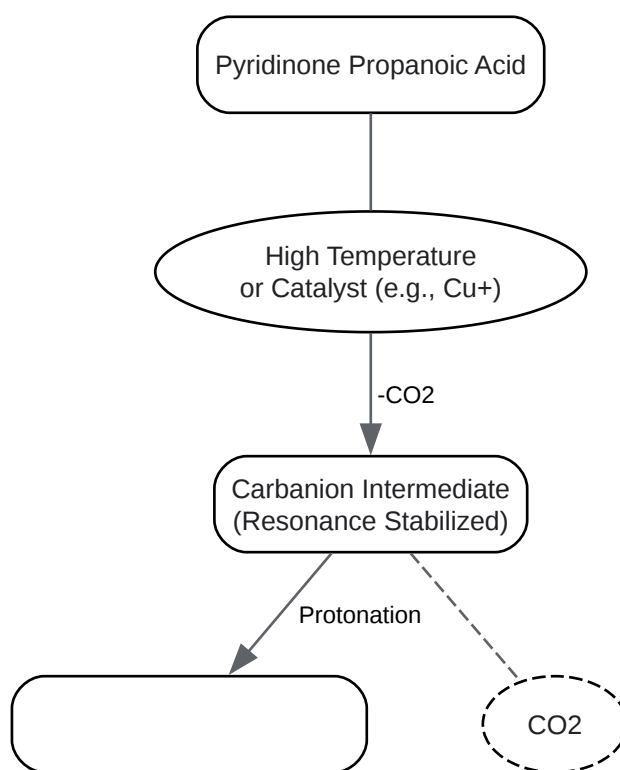 Pyridinone Propanoic Acid
High Temperature
or Catalyst (e.g., Cu+)
-CO2
Carbanion Intermediate
(Resonance Stabilized)
Protonation
CO2